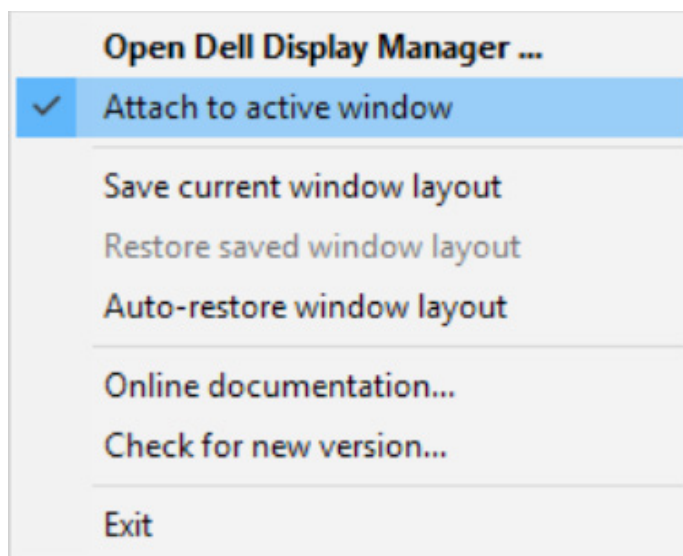 Open Dell Display Manager ...
Attach to active window
Save current window layout
Restore saved window layout
Auto-restore window layout
Online documentation...
Check for new version...
Exit